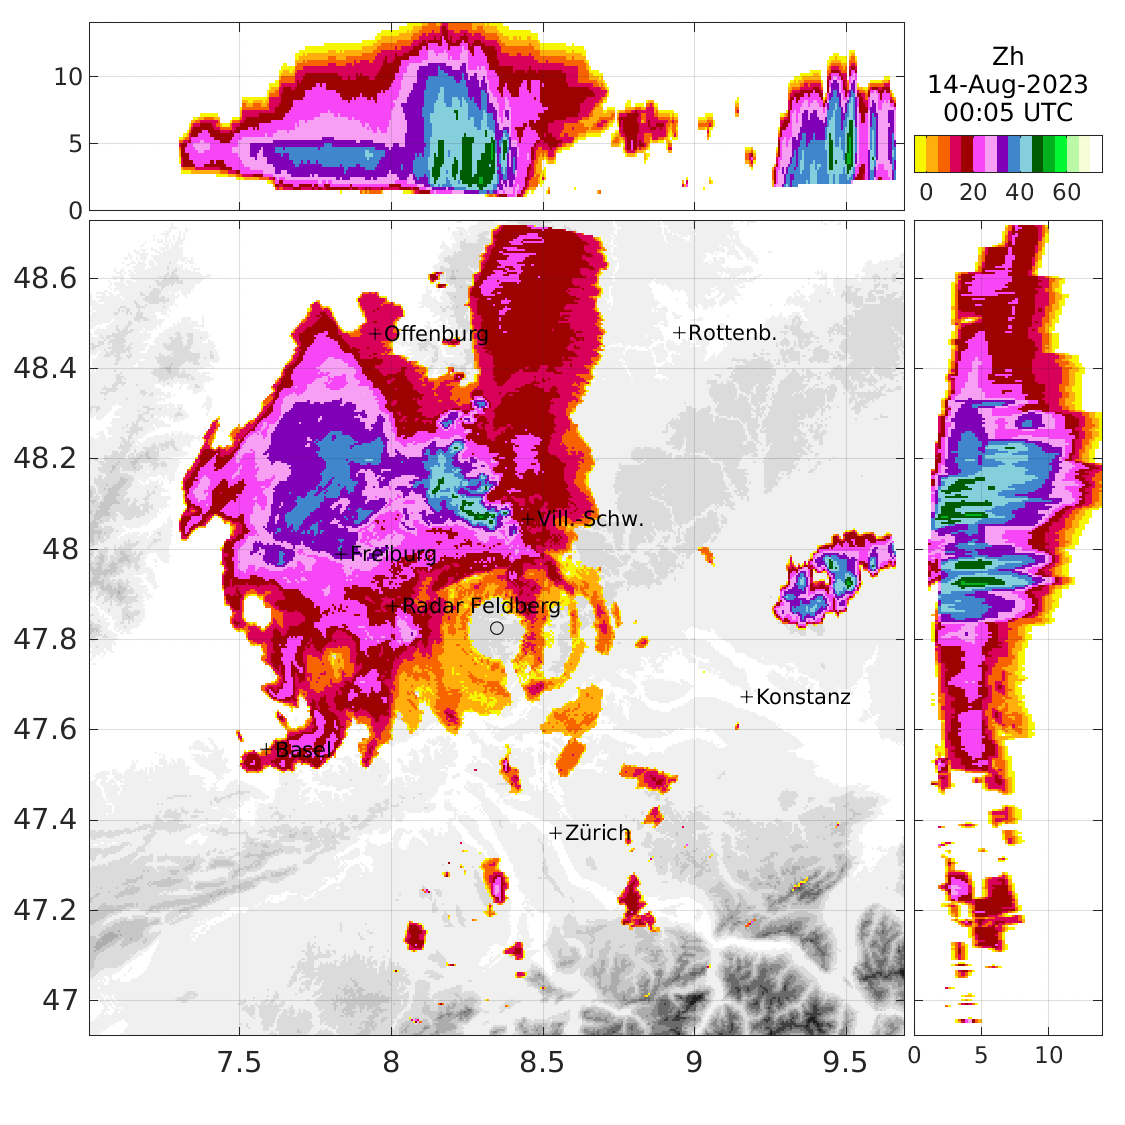 10
5
0
Zh
14-Aug-2023
00:05 UTC
0 20 40 60
48.6
48.4
48.2
48
47.8
47.6
47.4
47.2
47
+Offenburg
+Rottenb.
+Vill.-Schw.
+Freiburg
+Radar Feldberg
+Konstanz
+Basel
+Zürich
7.5 8 8.5 9 9.5
0 5 10